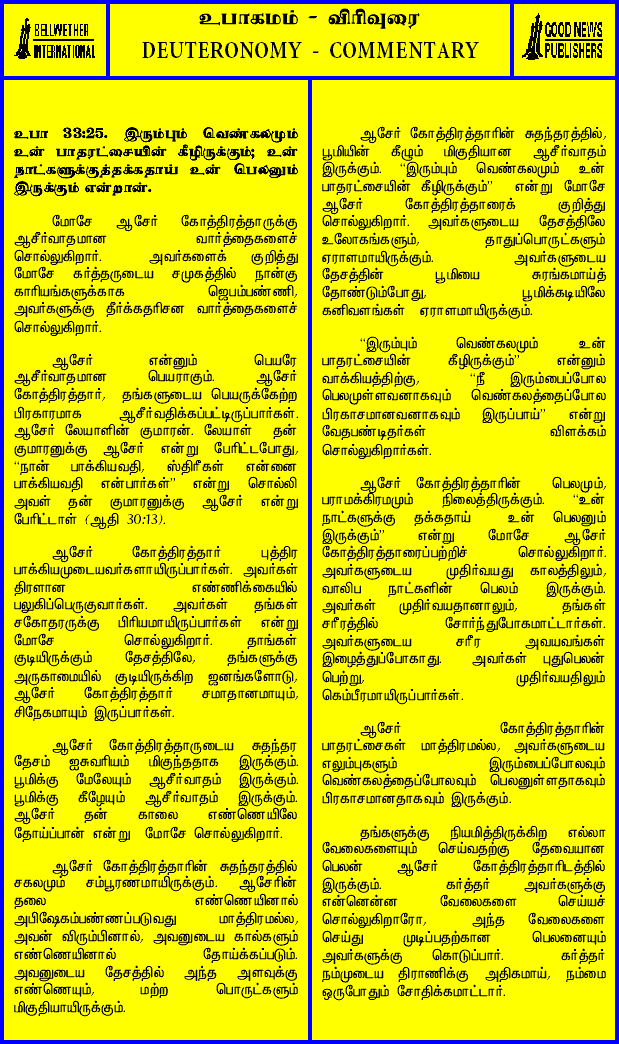 BELLWETHER
INTERNATIONAL
உபாகமம் - விரிவுரை
DEUTERONOMY - COMMENTARY
GOOD NEWS
PUBLISHERS
உபா 33:25. இரும்பும் வெண்கலமும்
உன் பாதரட்சையின் கீழிருக்கும்; உன்
நாட்களுக்குத்தக்கதாய் உன் பெலனும்
இருக்கும் என்றான்.
மோசே ஆசேர் கோத்திரத்தாருக்கு
ஆசீர்வாதமான வார்த்தைகளைச்
சொல்லுகிறார். அவர்களைக் குறித்து
மோசே கர்த்தருடைய சமுகத்தில் நான்கு
காரியங்களுக்காக ஜெபம்பண்ணி,
அவர்களுக்கு தீர்க்கதரிசன வார்த்தைகளைச்
சொல்லுகிறார்.
ஆசேர் என்னும் பெயரே
ஆசீர்வாதமான பெயராகும். ஆசேர்
கோத்திரத்தார், தங்களுடைய பெயருக்கேற்ற
பிரகாரமாக ஆசீர்வதிக்கப்பட்டிருப்பார்கள்.
ஆசேர் லேயாளின் குமாரன். லேயாள் தன்
குமாரனுக்கு ஆசேர் என்று பேரிட்டபோது,
“நான் பாக்கியவதி, ஸ்திரீகள் என்னை
பாக்கியவதி என்பார்கள்” என்று சொல்லி
அவள் தன் குமாரனுக்கு ஆசேர் என்று
பேரிட்டாள் (ஆதி 30:13).
ஆசேர் கோத்திரத்தார் புத்திர
பாக்கியமுடையவர்களாயிருப்பார்கள். அவர்கள்
திரளான எண்ணிக்கையில்
பலுகிப்பெருகுவார்கள். அவர்கள் தங்கள்
சகோதரருக்கு பிரியமாயிருப்பார்கள் என்று
மோசே சொல்லுகிறார். தாங்கள்
குடியிருக்கும் தேசத்திலே, தங்களுக்கு
அருகாமையில் குடியிருக்கிற ஜனங்களோடு,
ஆசேர் கோத்திரத்தார் சமாதானமாயும்,
சிநேகமாயும் இருப்பார்கள்.
ஆசேர் கோத்திரத்தாருடைய சுதந்தர
தேசம் ஐசுவரியம் மிகுந்ததாக இருக்கும்.
பூமிக்கு மேலேயும் ஆசீர்வாதம் இருக்கும்.
பூமிக்கு கீழேயும் ஆசீர்வாதம் இருக்கும்.
ஆசேர் தன் காலை எண்ணெயிலே
தோய்ப்பான் என்று மோசே சொல்லுகிறார்.
ஆசேர் கோத்திரத்தாரின் சுதந்தரத்தில்
சகலமும் சம்பூரணமாயிருக்கும். ஆசேரின்
தலை எண்ணெயினால்
அபிஷேகம்பண்ணப்படுவது மாத்திரமல்ல,
அவன் விரும்பினால், அவனுடைய கால்களும்
எண்ணெயினால் தோய்க்கப்படும்.
அவனுடைய தேசத்தில் அந்த அளவுக்கு
எண்ணெயும், மற்ற பொருட்களும்
மிகுதியாயிருக்கும்.
ஆசேர் கோத்திரத்தாரின் சுதந்தரத்தில்,
பூமியின் கீழும் மிகுதியான ஆசீர்வாதம்
இருக்கும். “இரும்பும் வெண்கலமும் உன்
பாதரட்சையின் கீழிருக்கும்” என்று மோசே
ஆசேர் கோத்திரத்தாரைக் குறித்து
சொல்லுகிறார். அவர்களுடைய தேசத்திலே
உலோகங்களும், தாதுப்பொருட்களும்
ஏராளமாயிருக்கும். அவர்களுடைய
தேசத்தின் பூமியை சுரங்கமாய்த்
தோண்டும்போது, பூமிக்கடியிலே
கனிவளங்கள் ஏராளமாயிருக்கும்.
“இரும்பும் வெண்கலமும் உன்
பாதரட்சையின் கீழிருக்கும்” என்னும்
வாக்கியத்திற்கு, “நீ இரும்பைப்போல
பெலமுள்ளவனாகவும் வெண்கலத்தைப்போல
பிரகாசமானவனாகவும் இருப்பாய்” என்று
வேதபண்டிதர்கள் விளக்கம்
சொல்லுகிறார்கள்.
ஆசேர் கோத்திரத்தாரின் பெலமும்,
பராமக்கிரமமும் நிலைத்திருக்கும். “உன்
நாட்களுக்கு தக்கதாய் உன் பெலனும்
இருக்கும்” என்று மோசே ஆசேர்
கோத்திரத்தாரைப்பற்றிச் சொல்லுகிறார்.
அவர்களுடைய முதிர்வயது காலத்திலும்,
வாலிப நாட்களின் பெலம் இருக்கும்.
அவர்கள் முதிர்வயதானாலும், தங்கள்
சரீரத்தில் சோர்ந்துபோகமாட்டார்கள்.
அவர்களுடைய சரீர அவயவங்கள்
இளைத்துப்போகாது. அவர்கள் புதுபெலன்
பெற்று, முதிர்வயதிலும்
கெம்பீரமாயிருப்பார்கள்.
ஆசேர் கோத்திரத்தாரின்
பாதரட்சைகள் மாத்திரமல்ல, அவர்களுடைய
எலும்புகளும் இரும்பைப்போலவும்
வெண்கலத்தைப்போலவும் பெலனுள்ளதாகவும்
பிரகாசமானதாகவும் இருக்கும்.
தங்களுக்கு நியமித்திருக்கிற எல்லா
வேலைகளையும் செய்வதற்கு தேவையான
பெலன் ஆசேர் கோத்திரத்தாரிடத்தில்
இருக்கும். கர்த்தர் அவர்களுக்கு
என்னென்ன வேலைகளை செய்யச்
சொல்லுகிறாரோ, அந்த வேலைகளை
செய்து முடிப்பதற்கான பெலனையும்
அவர்களுக்கு கொடுப்பார். கர்த்தர்
நம்முடைய திராணிக்கு அதிகமாய், நம்மை
ஒருபோதும் சோதிக்கமாட்டார்.